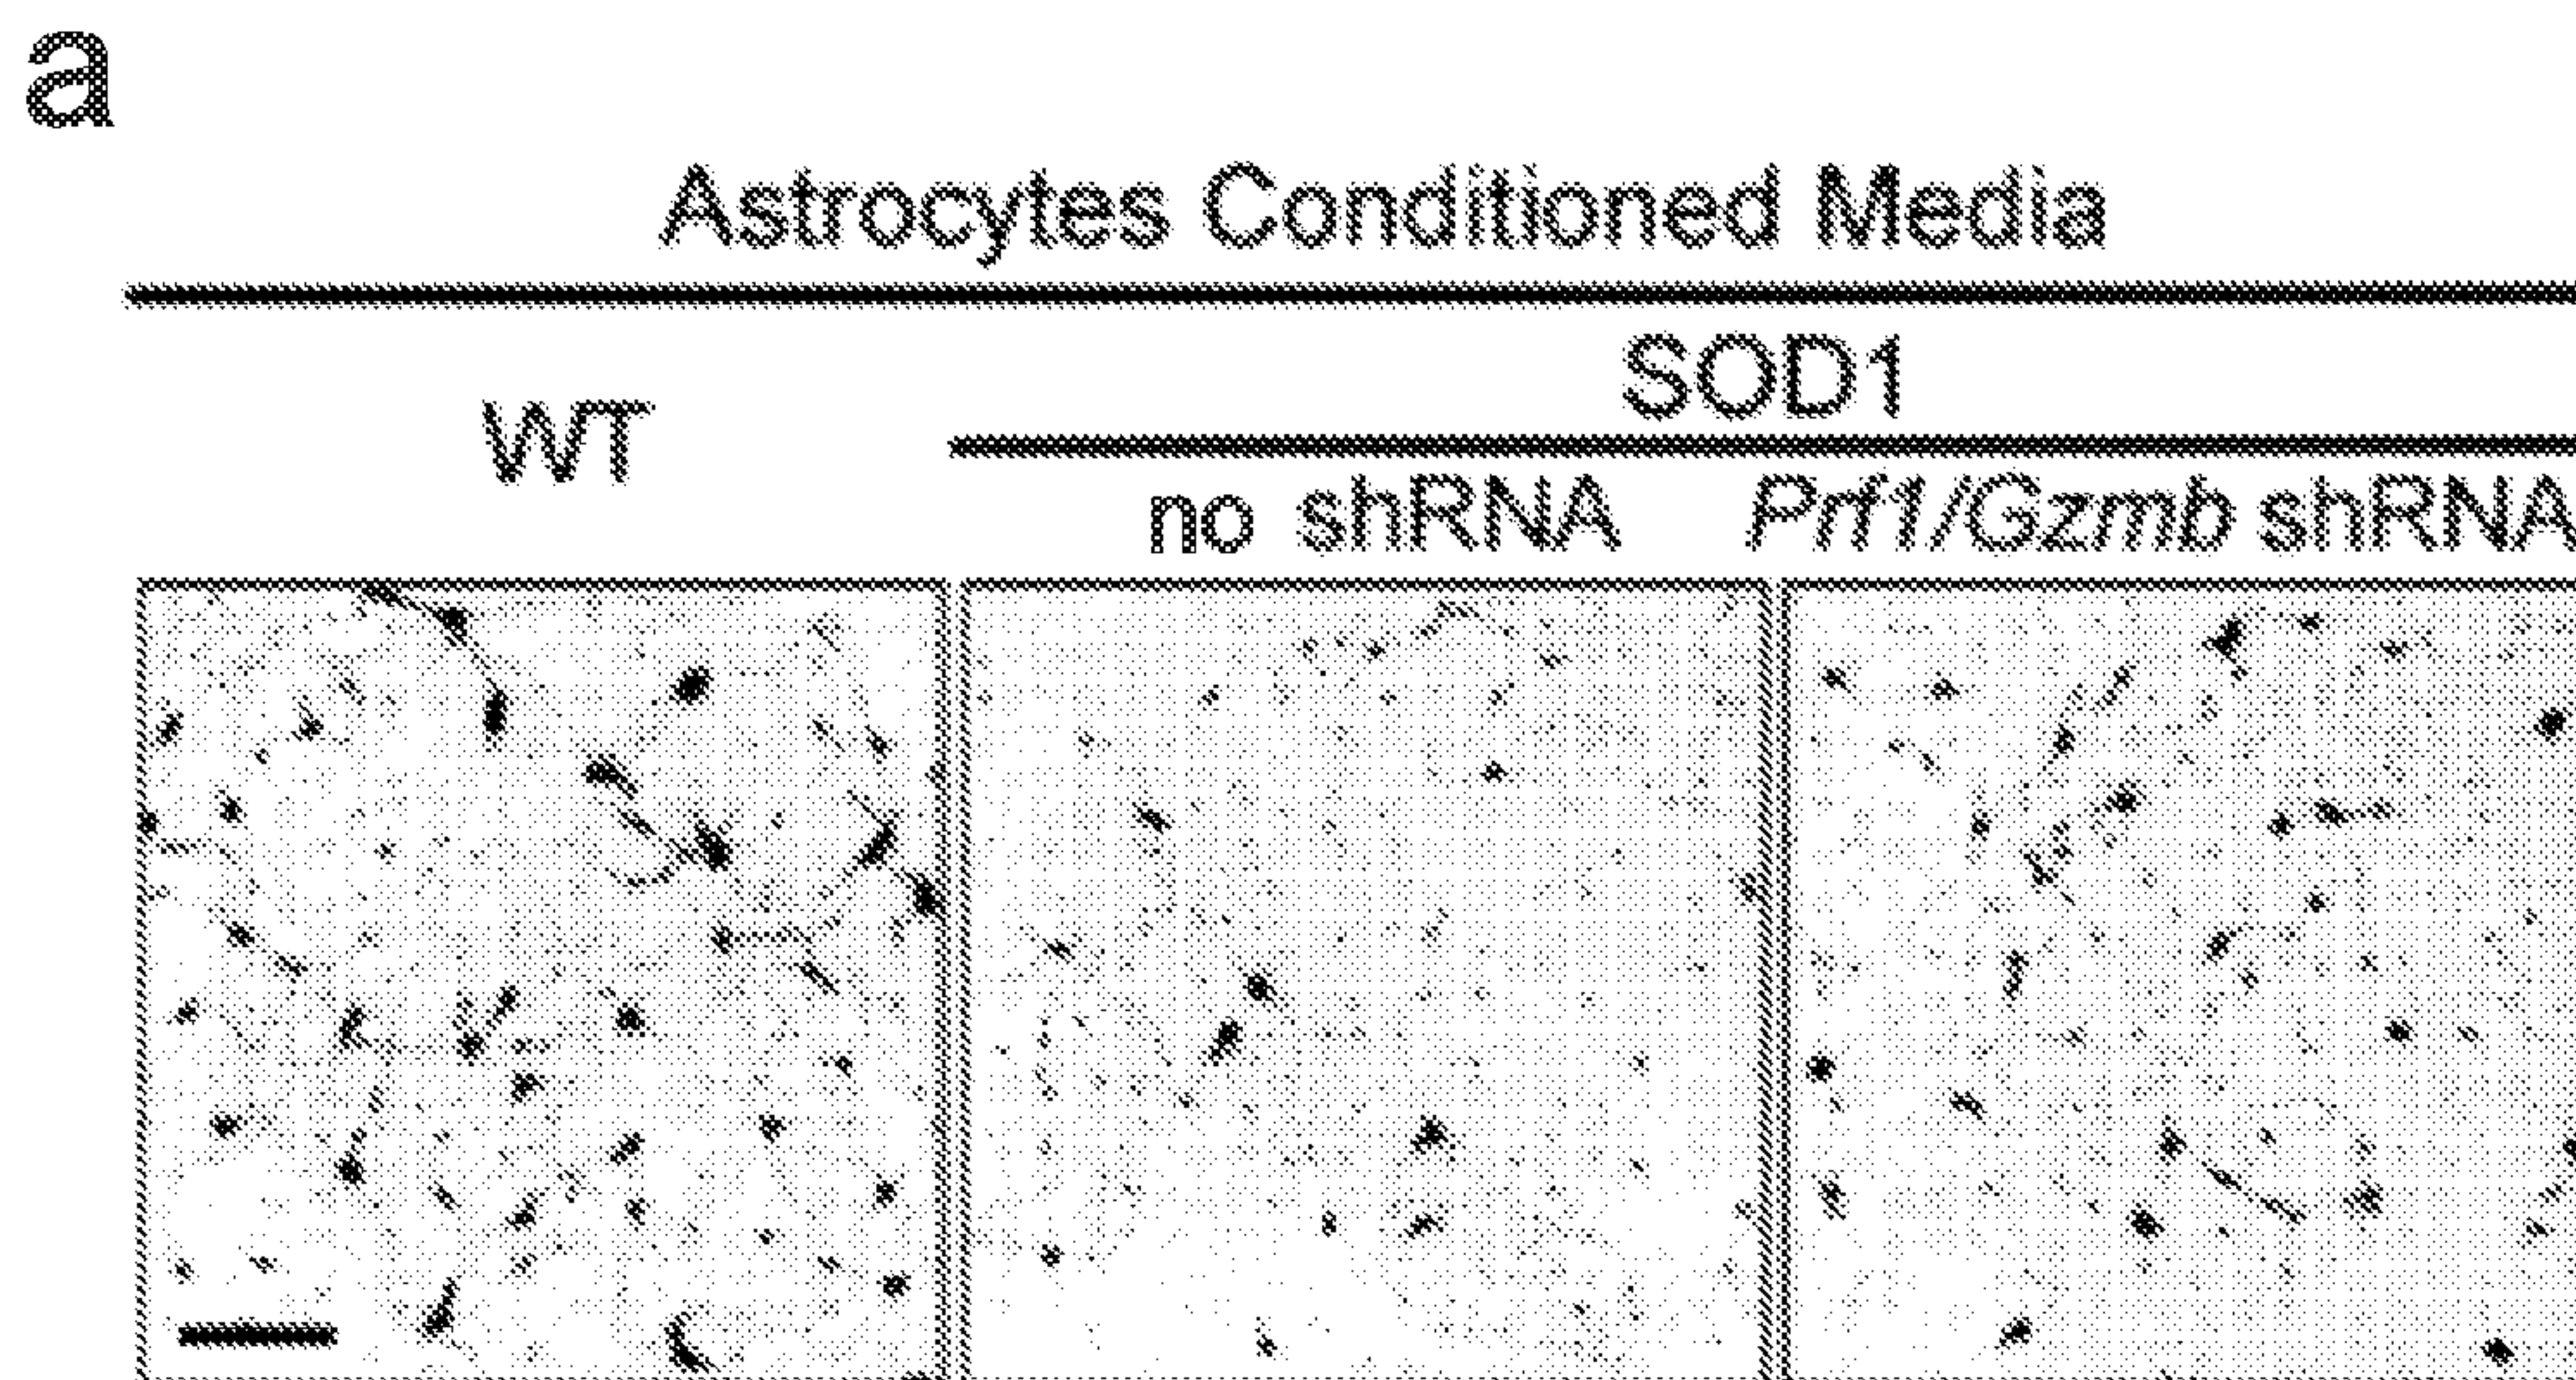 a
Astrocytes Conditioned Media
SOD1
WT
no shRNA
Prf1/Gzmb shRNA